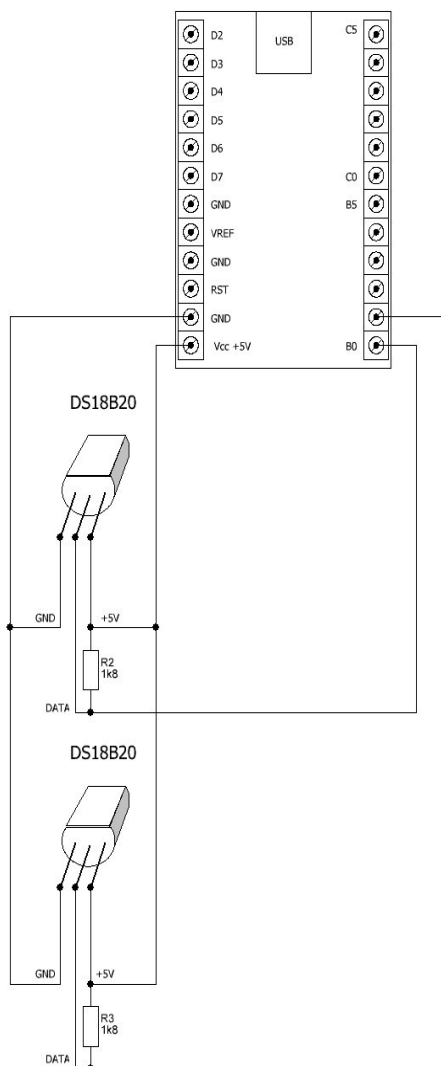 USB
D2
D3
D4
D5
D6
D7
GND
VREF
GND
RST
GND
Vcc +5V
C5
C0
B5
B0
DS18B20
GND
+5V
R2
1k8
DATA
DS18B20
GND
+5V
R3
1k8
DATA